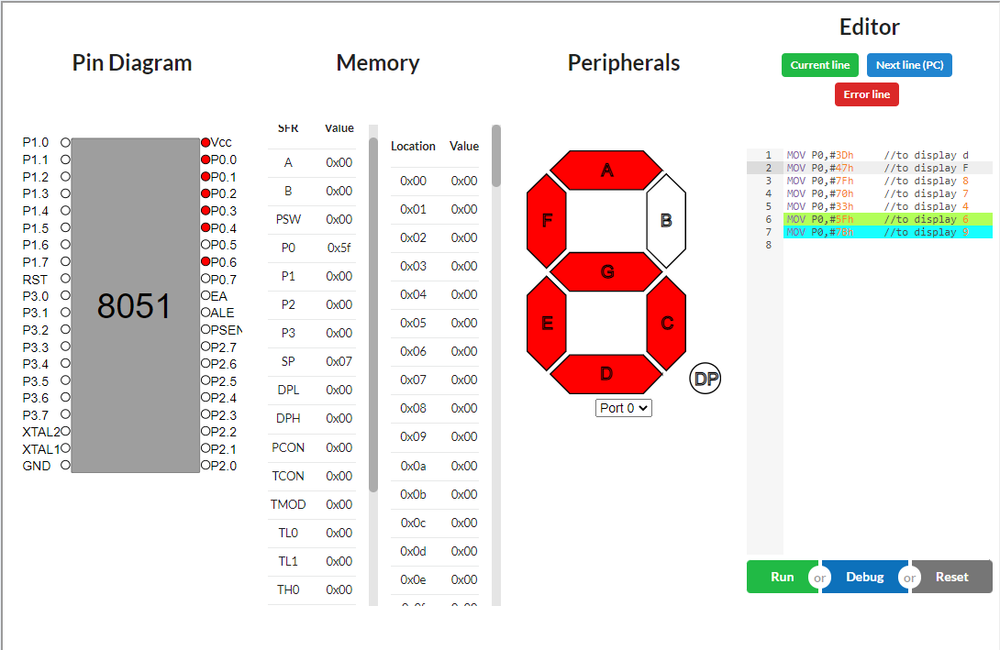 Editor
Pin Diagram
Memory
Peripherals
Current line
Next line (PC)
Error line
P1.0
P1.1
P1.2
P1.3
P1.4
P1.5
P1.6
P1.7
RST
P3.0
P3.1
P3.2
P3.3
P3.4
P3.5
P3.6
P3.7
XTAL2
XTAL1
GND
8051
Vcc
P0.0
P0.1
P0.2
P0.3
P0.4
P0.5
P0.6
P0.7
EA
ALE
PSEN
P2.7
P2.6
P2.5
P2.4
P2.3
P2.2
P2.1
P2.0
SFR Value
A 0x00
B 0x00
PSW 0x00
P0 0x5f
P1 0x00
P2 0x00
P3 0x00
SP 0x07
DPL 0x00
DPH 0x00
PCON 0x00
TCON 0x00
TMOD 0x00
TL0 0x00
TL1 0x00
TH0 0x00
Location Value
0x00 0x00
0x01 0x00
0x02 0x00
0x03 0x00
0x04 0x00
0x05 0x00
0x06 0x00
0x07 0x00
0x08 0x00
0x09 0x00
0x0a 0x00
0x0b 0x00
0x0c 0x00
0x0d 0x00
0x0e 0x00
0x0f 0x00
A
F B
G
E C
D
DP
Port 0
1 MOV P0,#3Dh //to display d
2 MOV P0,#47h //to display F
3 MOV P0,#7Fh //to display 8
4 MOV P0,#70h //to display 7
5 MOV P0,#33h //to display 4
6 MOV P0,#5Fh //to display 6
7 MOV P0,#7Bh //to display 9
8
Run or Debug or Reset